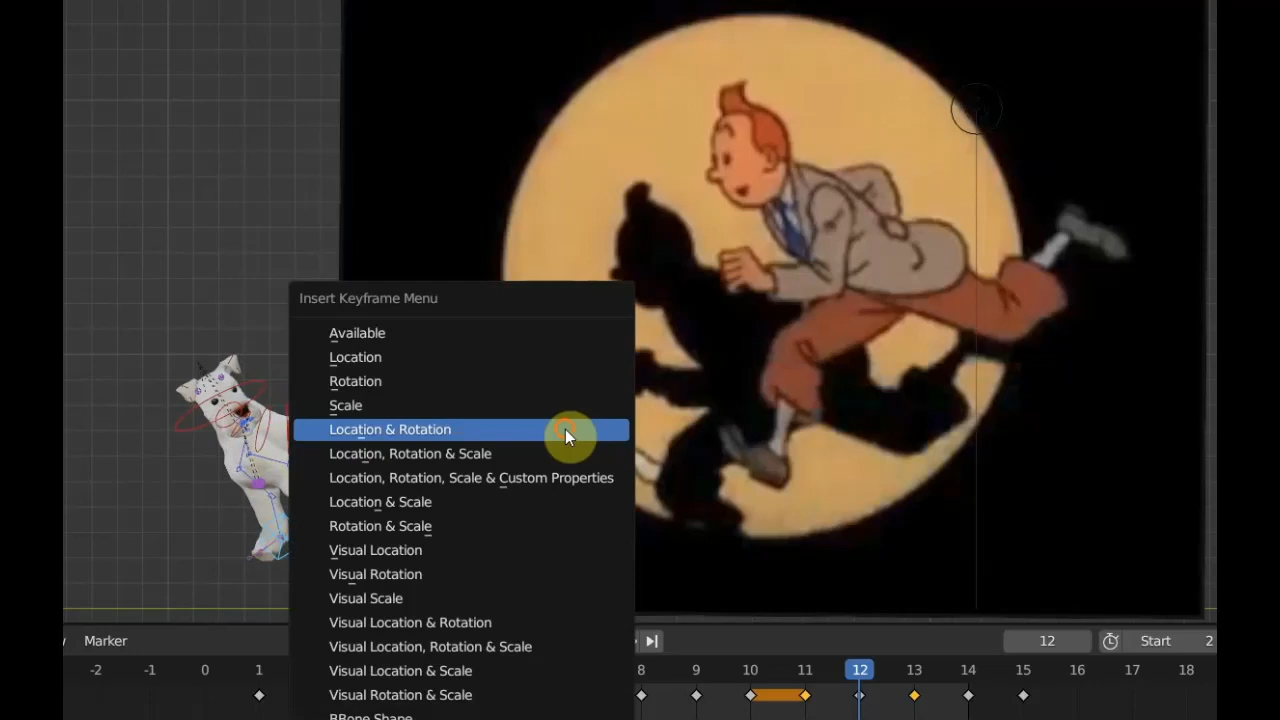 Insert Keyframe Menu
Available
Location
Rotation
Scale
Location & Rotation
Location, Rotation & Scale
Location, Rotation, Scale & Custom Properties
Location & Scale
Rotation & Scale
Visual Location
Visual Rotation
Visual Scale
Visual Location & Rotation
Visual Location, Rotation & Scale
Visual Location & Scale
Visual Rotation & Scale
BBone Shape
Marker 12 Start 2
-2 -1 0 1 8 9 10 11 12 13 14 15 16 17 18